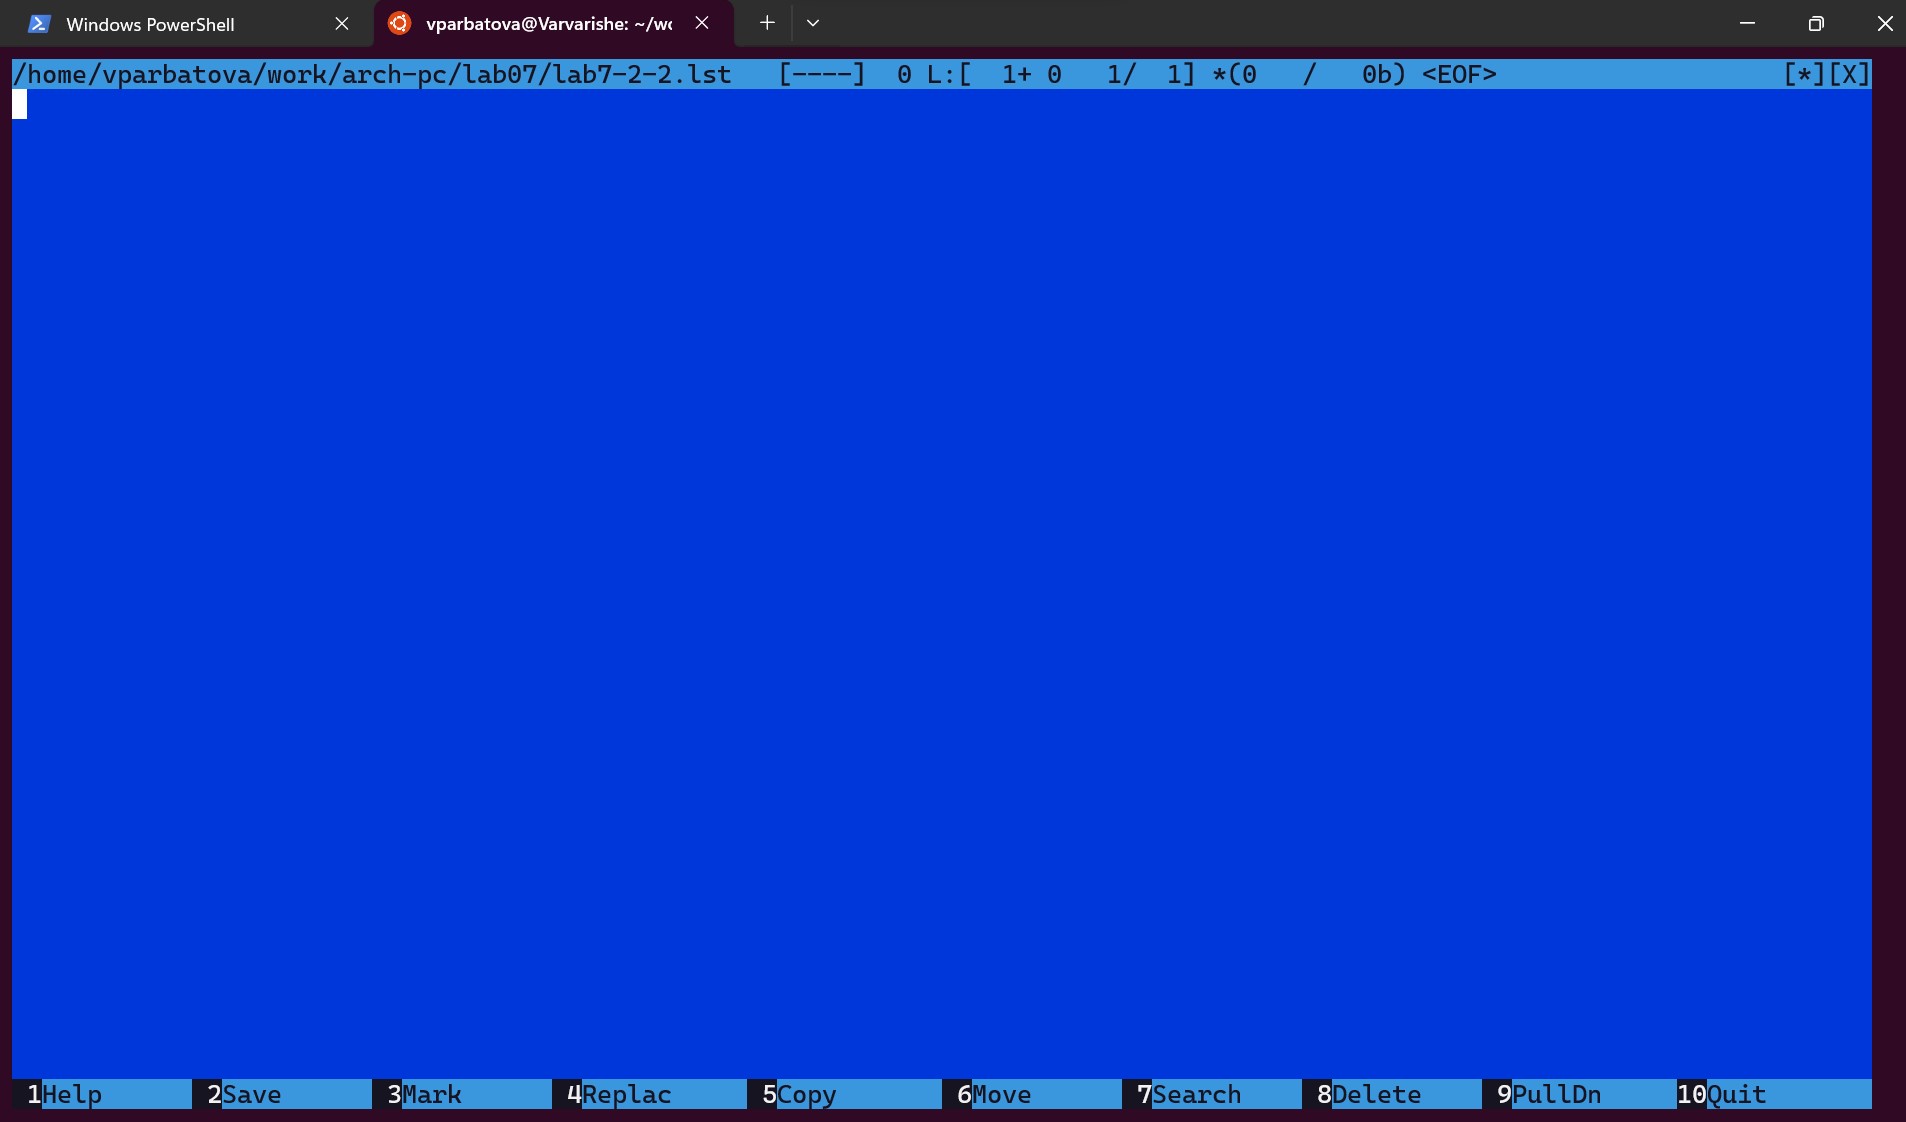 Windows PowerShell
vparbatova@Varvarishe: ~/wo
/home/vparbatova/work/arch-pc/lab07/lab7-2-2.lst   [----]  0 L:[  1+ 0   1/  1] *(0   /   0b) <EOF>                   [*][X]
1Help 2Save 3Mark 4Replac 5Copy 6Move 7Search 8Delete 9PullDn 10Quit